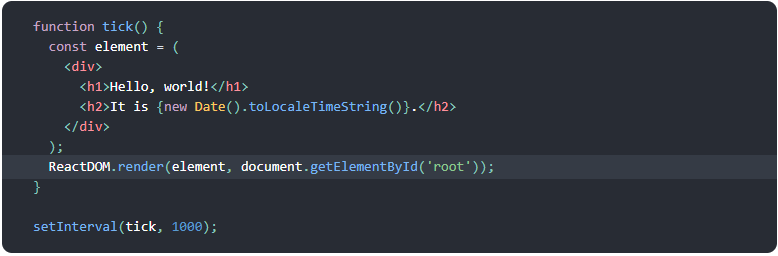 function tick() {
  const element = (
    <div>
      <h1>Hello, world!</h1>
      <h2>It is {new Date().toLocaleTimeString()}.</h2>
    </div>
  );
  ReactDOM.render(element, document.getElementById('root'));
}

setInterval(tick, 1000);